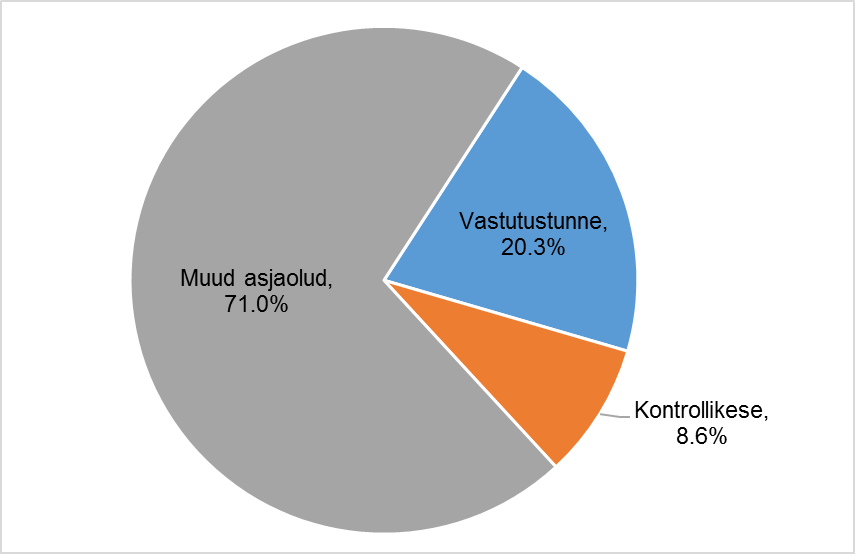 Vastutustunne,
20.3%
Muud asjaolud,
71.0%
Kontrollikese,
8.6%